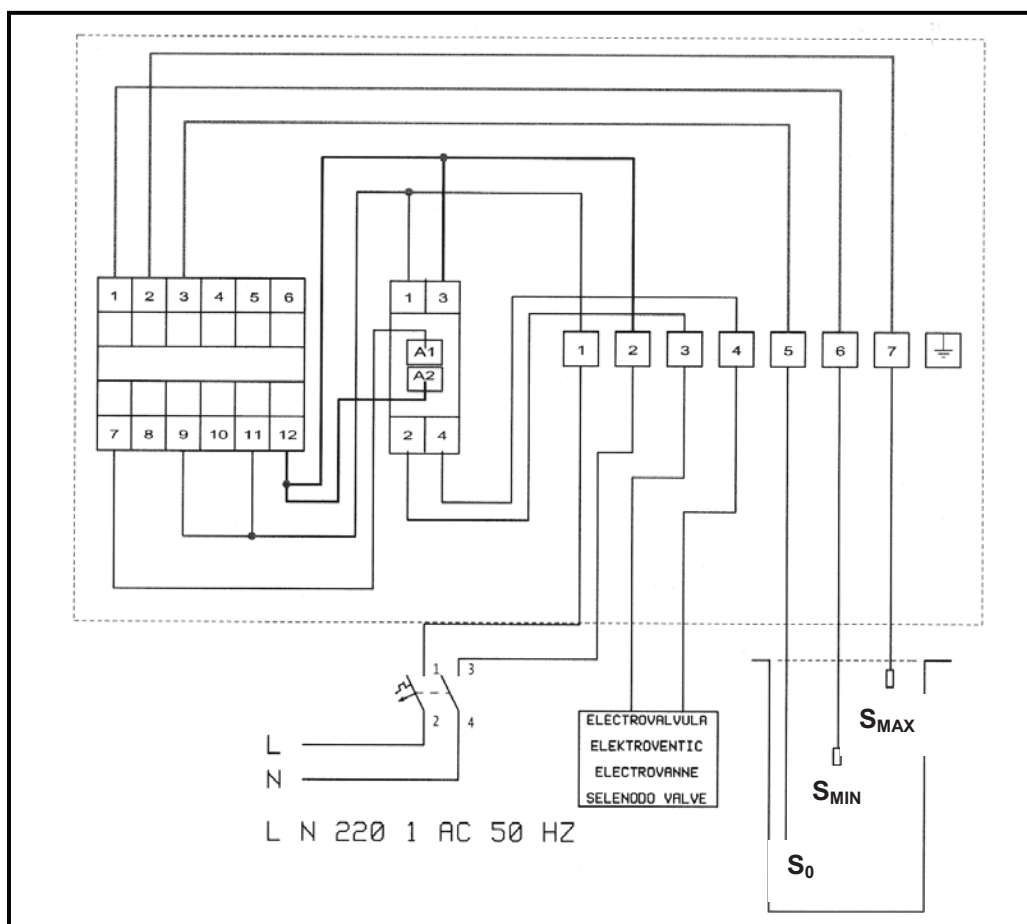 1 2 3 4 5 6
1 3
A1
A2
1 2 3 4 5 6 7
7 8 9 10 11 12
2 4
1 3
2 4
L
N
L N 220 1 AC 50 HZ
ELECTROVALVULA
ELEKTROVENTIC
ELECTROVANNE
SELENODO VALVE
SMAX
SMIN
S0